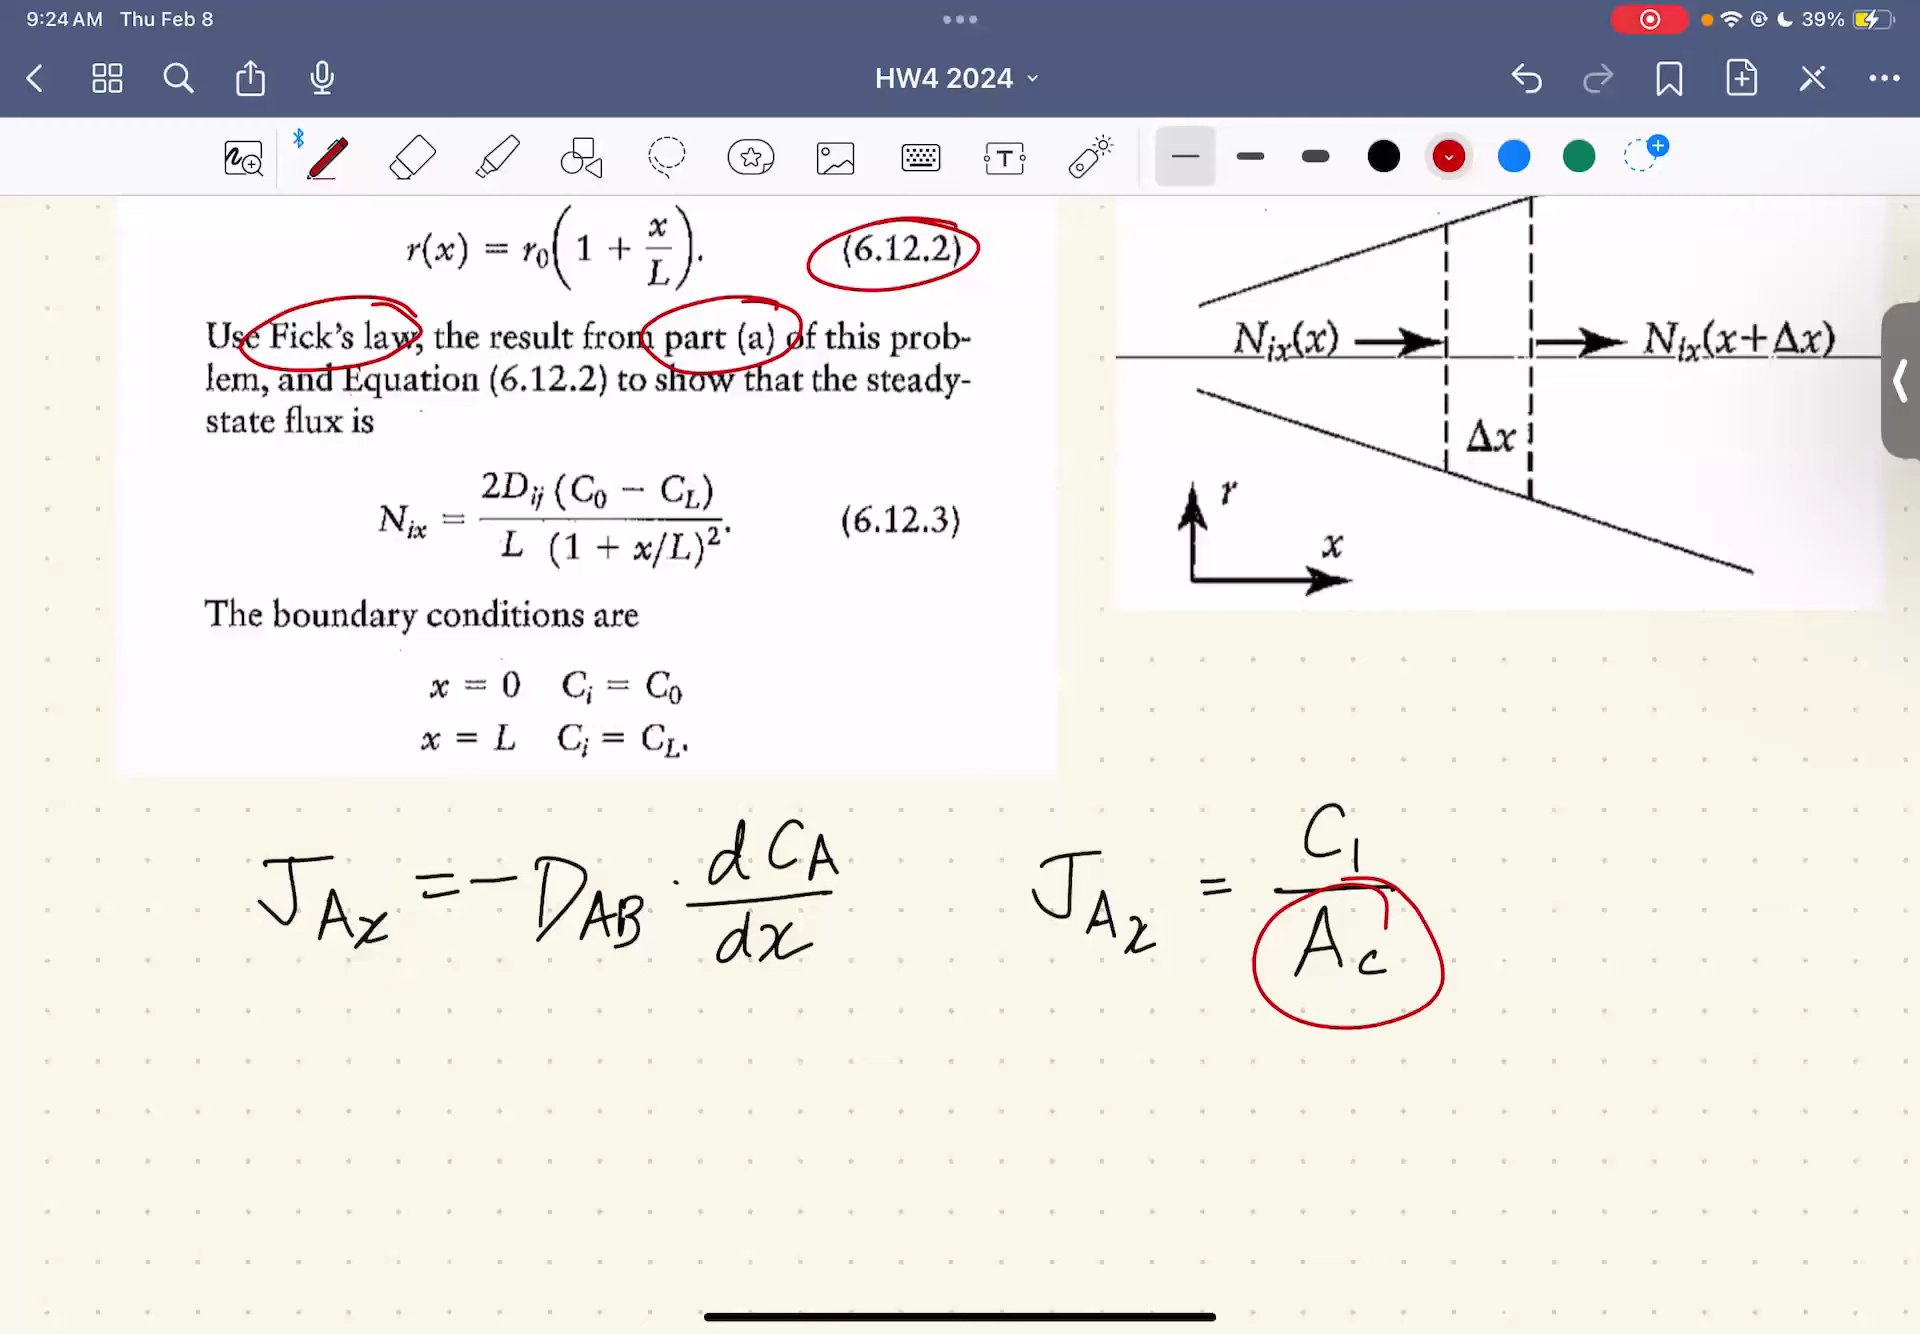 9:24 AM Thu Feb 8
39%
HW4 2024
r(x) = r₀(1 + x/L). (6.12.2)
Use Fick's law, the result from part (a) of this prob-
lem, and Equation (6.12.2) to show that the steady-
state flux is
N_ix = 2D_ij (C₀ − C_L) / L (1 + x/L)². (6.12.3)
The boundary conditions are
x = 0 C_i = C₀
x = L C_i = C_L.
N_ix(x) N_ix(x+Δx)
Δx
r
x
J_Ax = − D_AB · dC_A/dx
J_Ax = C₁/A_c